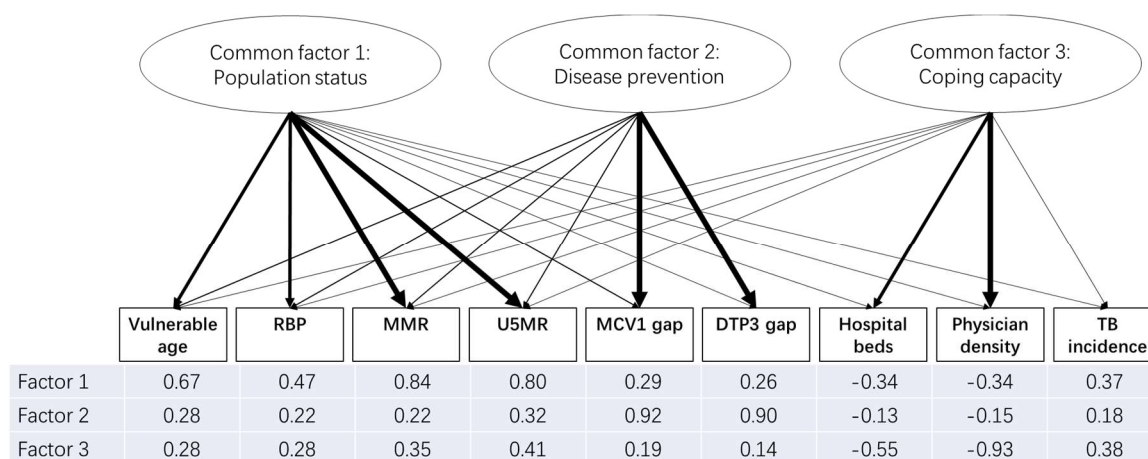 Common factor 1:
Population status
Common factor 2:
Disease prevention
Common factor 3:
Coping capacity
Vulnerable age RBP MMR U5MR MCV1 gap DTP3 gap Hospital beds Physician density TB incidence
Factor 1 0.67 0.47 0.84 0.80 0.29 0.26 -0.34 -0.34 0.37
Factor 2 0.28 0.22 0.22 0.32 0.92 0.90 -0.13 -0.15 0.18
Factor 3 0.28 0.28 0.35 0.41 0.19 0.14 -0.55 -0.93 0.38